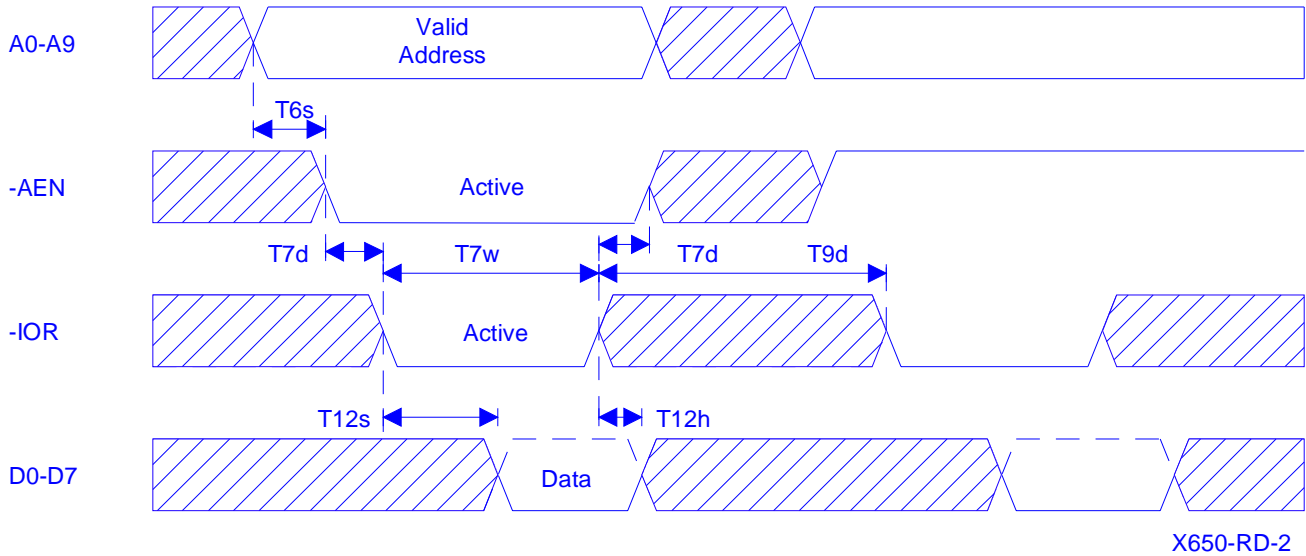 A0-A9
Valid
Address
T6s
-AEN
Active
T7d
T7w
T7d
T9d
-IOR
Active
T12s
T12h
D0-D7
Data
X650-RD-2